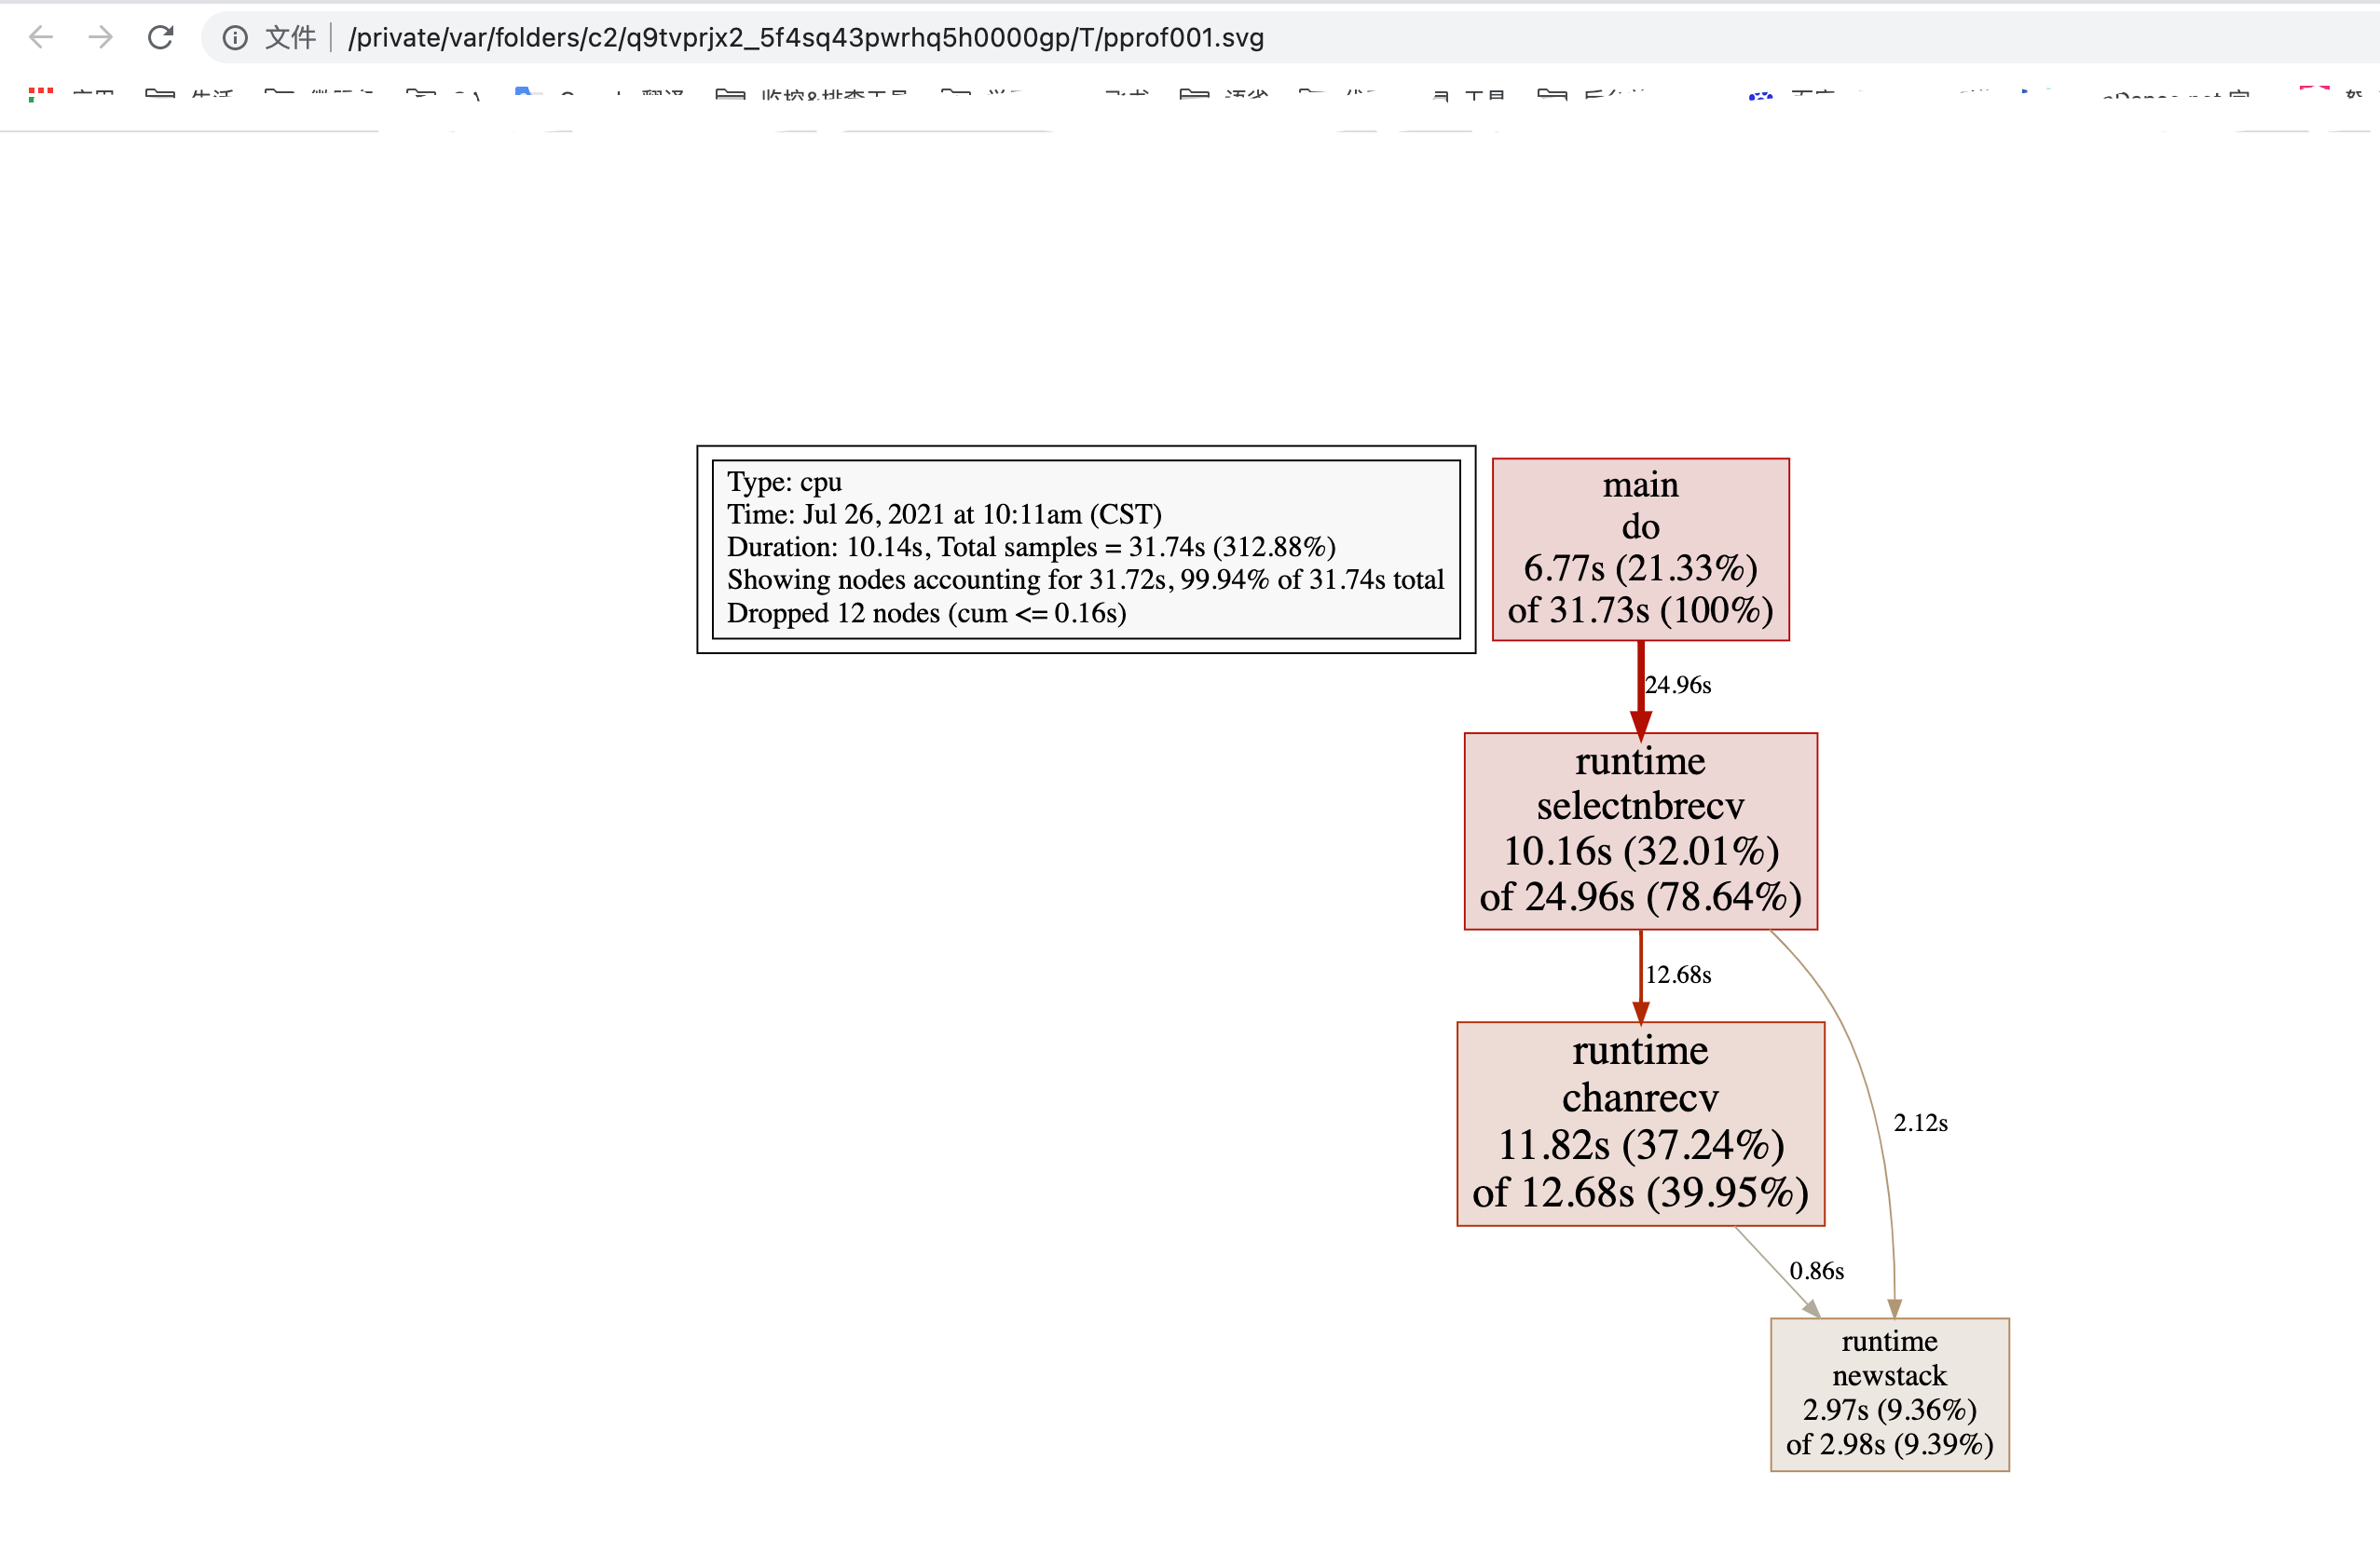 文件 /private/var/folders/c2/q9tvprjx2_5f4sq43pwrhq5h0000gp/T/pprof001.svg
Type: cpu
Time: Jul 26, 2021 at 10:11am (CST)
Duration: 10.14s, Total samples = 31.74s (312.88%)
Showing nodes accounting for 31.72s, 99.94% of 31.74s total
Dropped 12 nodes (cum <= 0.16s)
main
do
6.77s (21.33%)
of 31.73s (100%)
24.96s
runtime
selectnbrecv
10.16s (32.01%)
of 24.96s (78.64%)
12.68s
2.12s
runtime
chanrecv
11.82s (37.24%)
of 12.68s (39.95%)
0.86s
runtime
newstack
2.97s (9.36%)
of 2.98s (9.39%)